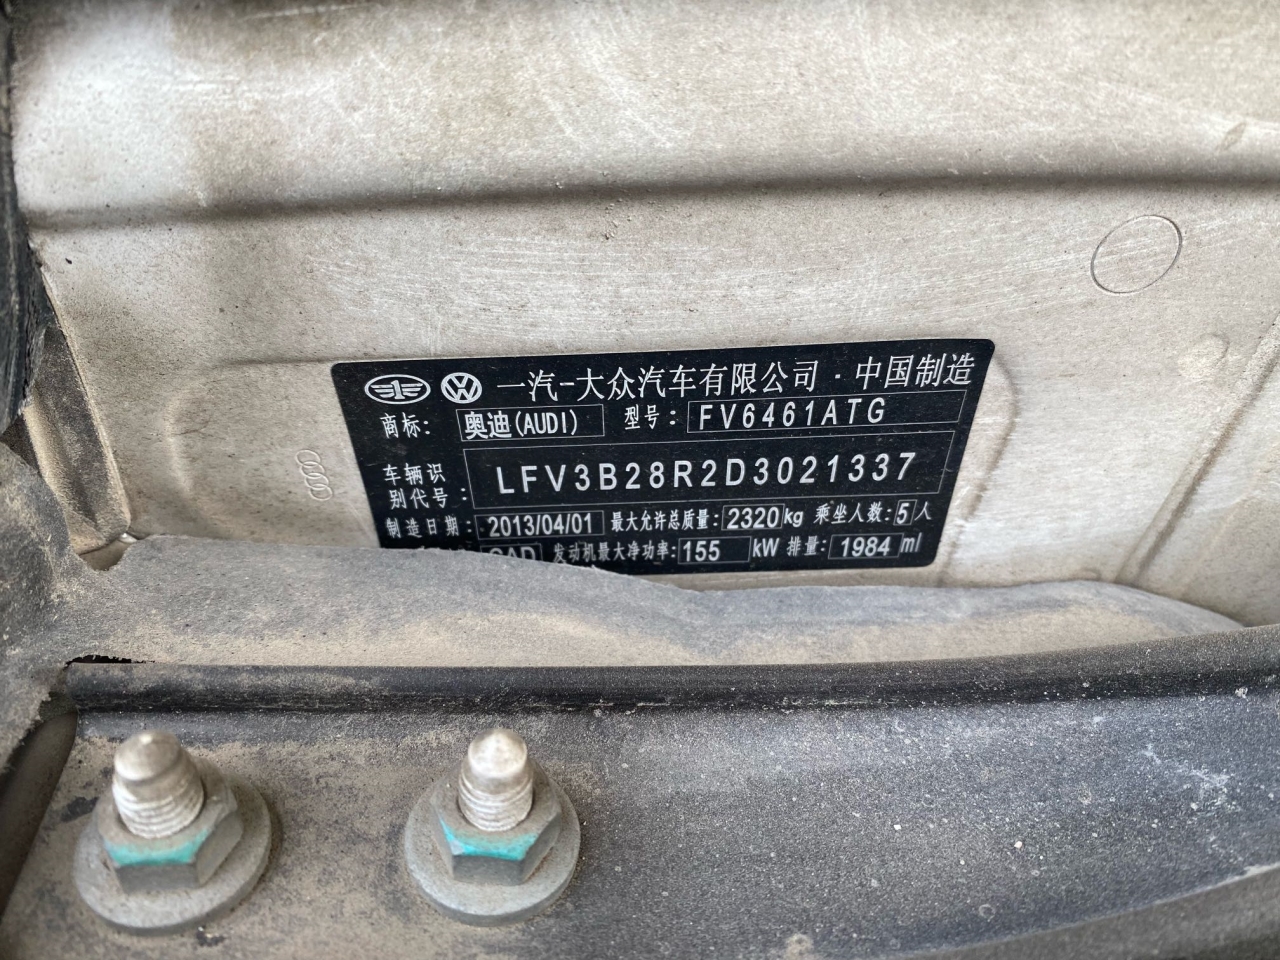 一汽-大众汽车有限公司·中国制造
商标: 奥迪(AUDI) 型号: FV6461ATG
车辆识别代号: LFV3B28R2D3021337
制造日期: 2013/04/01 最大允许总质量: 2320 kg 乘坐人数: 5 人
CAD 发动机最大净功率: 155 kW 排量: 1984 ml